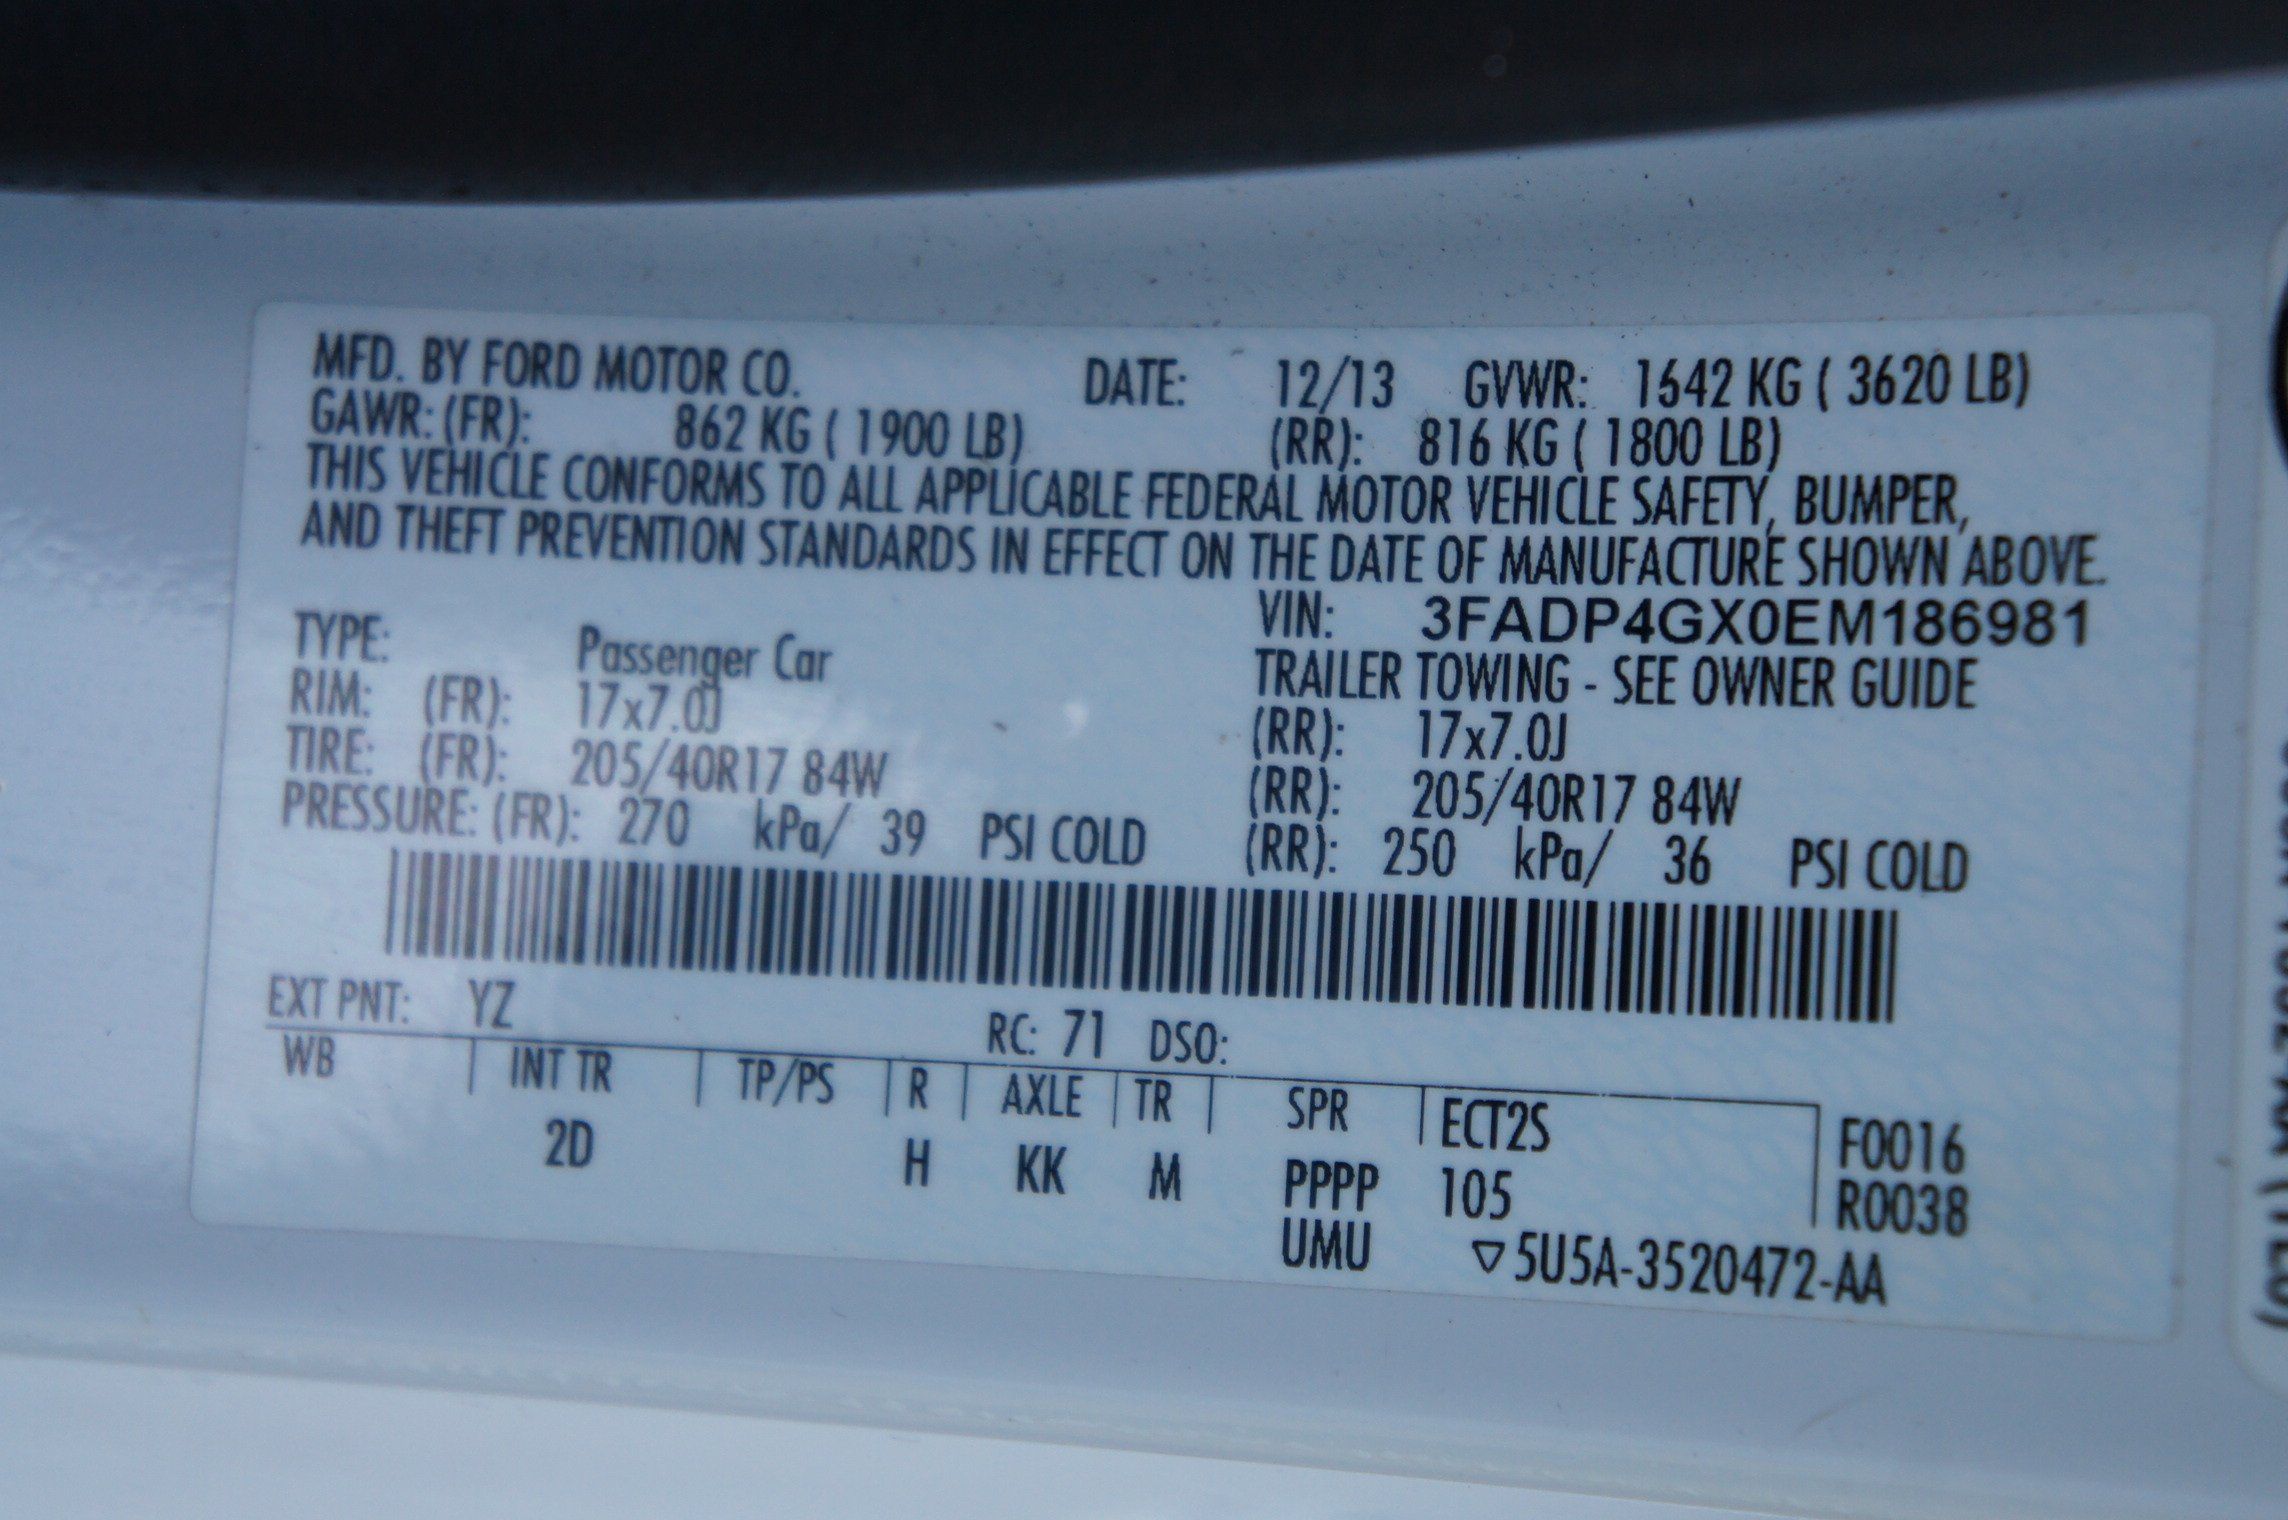 MFD. BY FORD MOTOR CO. DATE: 12/13 GVWR: 1642 KG ( 3620 LB)
GAWR: (FR): 862 KG ( 1900 LB) (RR): 816 KG ( 1800 LB)
THIS VEHICLE CONFORMS TO ALL APPLICABLE FEDERAL MOTOR VEHICLE SAFETY, BUMPER,
AND THEFT PREVENTION STANDARDS IN EFFECT ON THE DATE OF MANUFACTURE SHOWN ABOVE.
VIN: 3FADP4GX0EM186981
TYPE: Passenger Car TRAILER TOWING - SEE OWNER GUIDE
RIM: (FR): 17x7.0J (RR): 17x7.0J
TIRE: (FR): 205/40R17 84W (RR): 205/40R17 84W
PRESSURE: (FR): 270 kPa/ 39 PSI COLD (RR): 250 kPa/ 36 PSI COLD
EXT PNT: YZ RC: 71 DSO:
WB INT TR TP/PS R AXLE TR SPR ECT2S F0016
2D H KK M PPPP 105 R0038
UMU ▽5U5A-3520472-AA